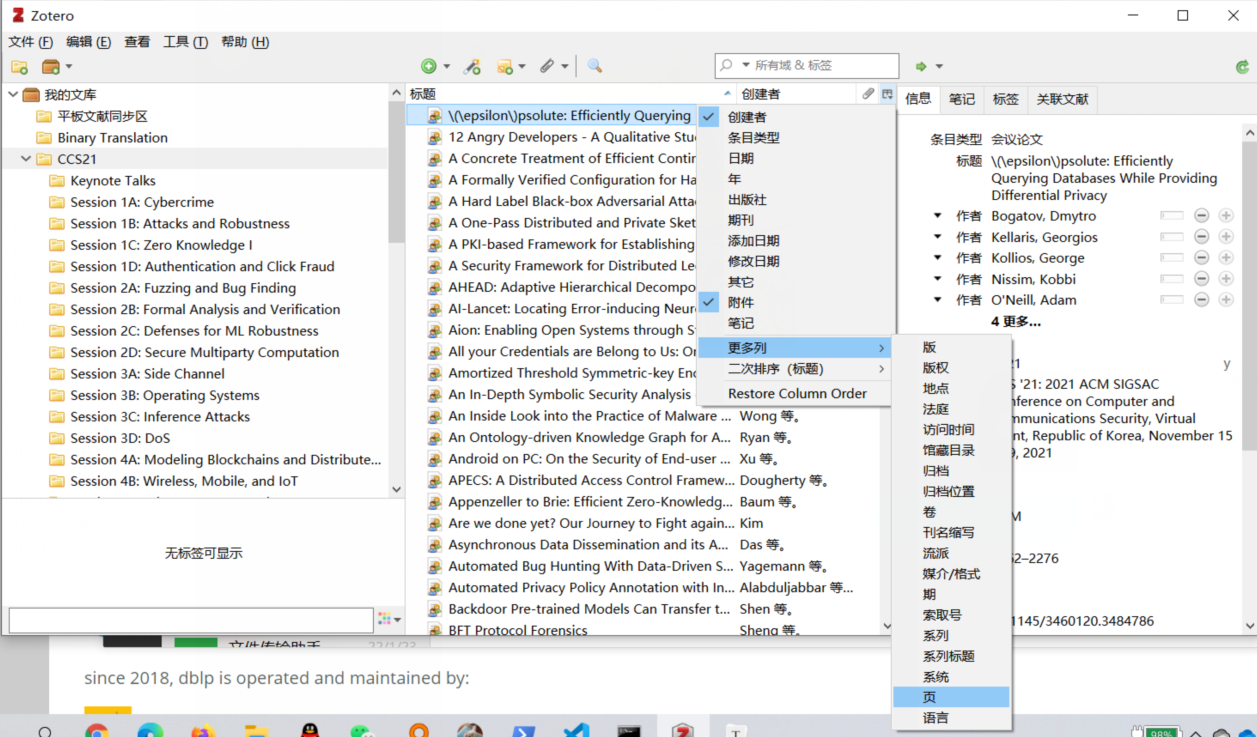 Zotero
文件 (F) 编辑 (E) 查看 工具 (T) 帮助 (H)
所有域 & 标签
我的文库
平板文献同步区
Binary Translation
CCS21
Keynote Talks
Session 1A: Cybercrime
Session 1B: Attacks and Robustness
Session 1C: Zero Knowledge I
Session 1D: Authentication and Click Fraud
Session 2A: Fuzzing and Bug Finding
Session 2B: Formal Analysis and Verification
Session 2C: Defenses for ML Robustness
Session 2D: Secure Multiparty Computation
Session 3A: Side Channel
Session 3B: Operating Systems
Session 3C: Inference Attacks
Session 3D: DoS
Session 4A: Modeling Blockchains and Distribute...
Session 4B: Wireless, Mobile, and IoT
无标签可显示
标题 创建者
\(\epsilon\)psolute: Efficiently Querying
12 Angry Developers - A Qualitative Stu
A Concrete Treatment of Efficient Contin
A Formally Verified Configuration for Ha
A Hard Label Black-box Adversarial Atta
A One-Pass Distributed and Private Sket
A PKI-based Framework for Establishing
A Security Framework for Distributed Le
AHEAD: Adaptive Hierarchical Decompo
AI-Lancet: Locating Error-inducing Neur
Aion: Enabling Open Systems through S
All your Credentials are Belong to Us: O
Amortized Threshold Symmetric-key En
An In-Depth Symbolic Security Analysis
An Inside Look into the Practice of Malware ... Wong 等。
An Ontology-driven Knowledge Graph for A... Ryan 等。
Android on PC: On the Security of End-user ... Xu 等。
APECS: A Distributed Access Control Framew... Dougherty 等。
Appenzeller to Brie: Efficient Zero-Knowledg... Baum 等。
Are we done yet? Our Journey to Fight again... Kim
Asynchronous Data Dissemination and its A... Das 等。
Automated Bug Hunting With Data-Driven S... Yagemann 等。
Automated Privacy Policy Annotation with In... Alabduljabbar 等...
Backdoor Pre-trained Models Can Transfer t... Shen 等。
BFT Protocol Forensics Sheng 等。
创建者
条目类型
日期
年
出版社
期刊
添加日期
修改日期
其它
附件
笔记
更多列
二次排序（标题）
Restore Column Order
版
版权
地点
法庭
访问时间
馆藏目录
归档
归档位置
卷
刊名缩写
流派
媒介/格式
期
索取号
系列
系列标题
系统
页
语言
信息 笔记 标签 关联文献
条目类型 会议论文
标题 \(\epsilon\)psolute: Efficiently
Querying Databases While Providing
Differential Privacy
作者 Bogatov, Dmytro
作者 Kellaris, Georgios
作者 Kollios, George
作者 Nissim, Kobbi
作者 O'Neill, Adam
4 更多...
21 y
S '21: 2021 ACM SIGSAC
nference on Computer and
mmunications Security, Virtual
nt, Republic of Korea, November 15
9, 2021
M
62–2276
1145/3460120.3484786
文件传输助手 22/1/23
since 2018, dblp is operated and maintained by:
98%